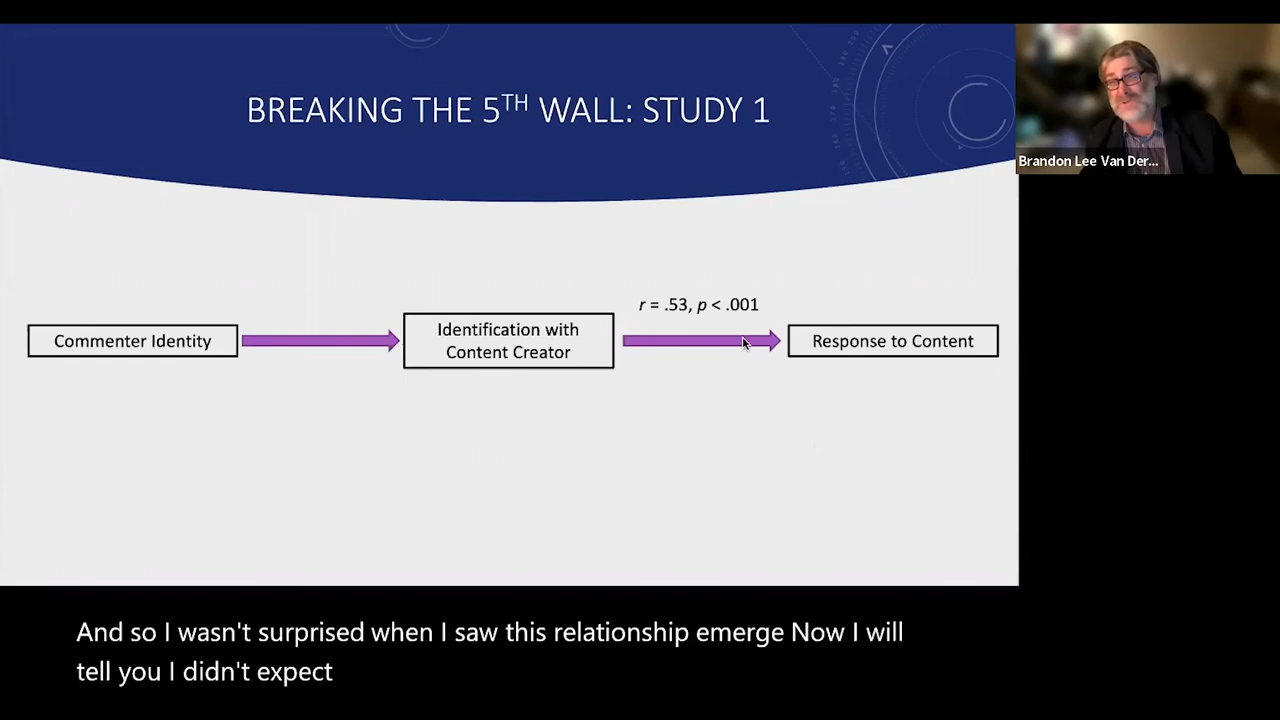 BREAKING THE 5TH WALL: STUDY 1
Brandon Lee Van Der...
r = .53, p < .001
Commenter Identity
Identification with
Content Creator
Response to Content
And so I wasn't surprised when I saw this relationship emerge Now I will
tell you I didn't expect